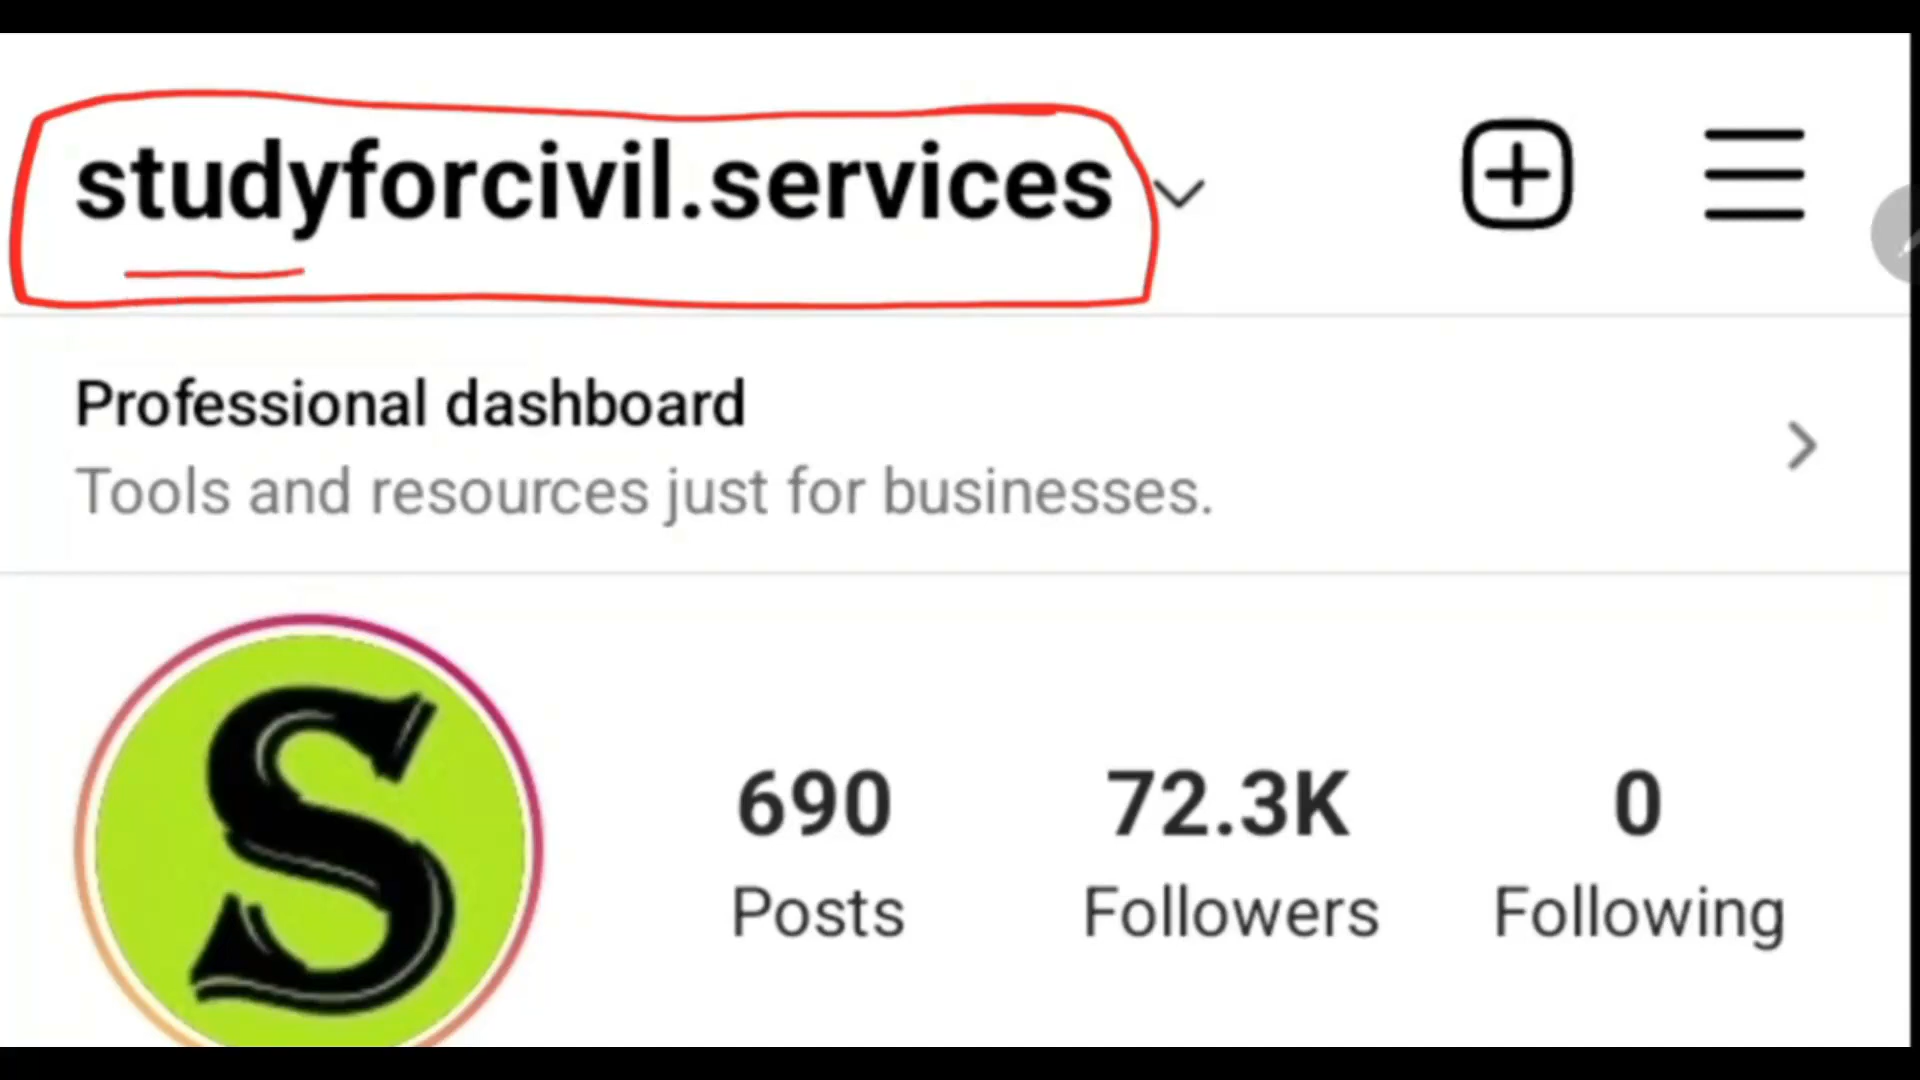 studyforcivil.services
Professional dashboard
Tools and resources just for businesses.
S
690 72.3K 0
Posts Followers Following